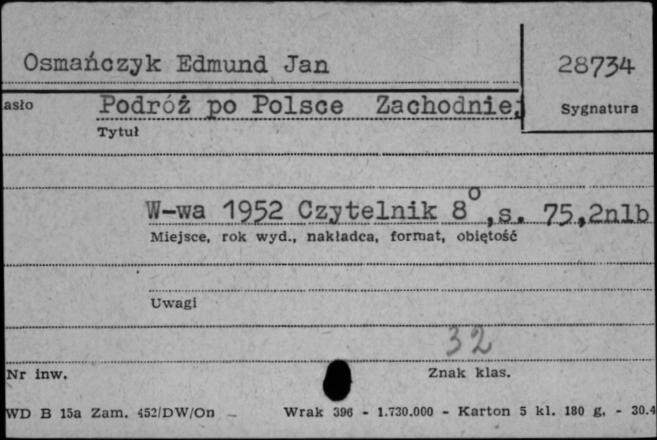 Osmańczyk Edmund Jan 28734
asło Podróż po Polsce Zachodniej Sygnatura
Tytuł
W-wa 1952 Czytelnik 8°,s. 75,2nlb
Miejsce, rok wyd., nakładca, format, objętość
Uwagi
32
Nr inw. Znak klas.
WD B 15a Zam. 452/DW/On — Wrak 396 - 1.730.000 - Karton 5 kl. 180 g. - 30.4